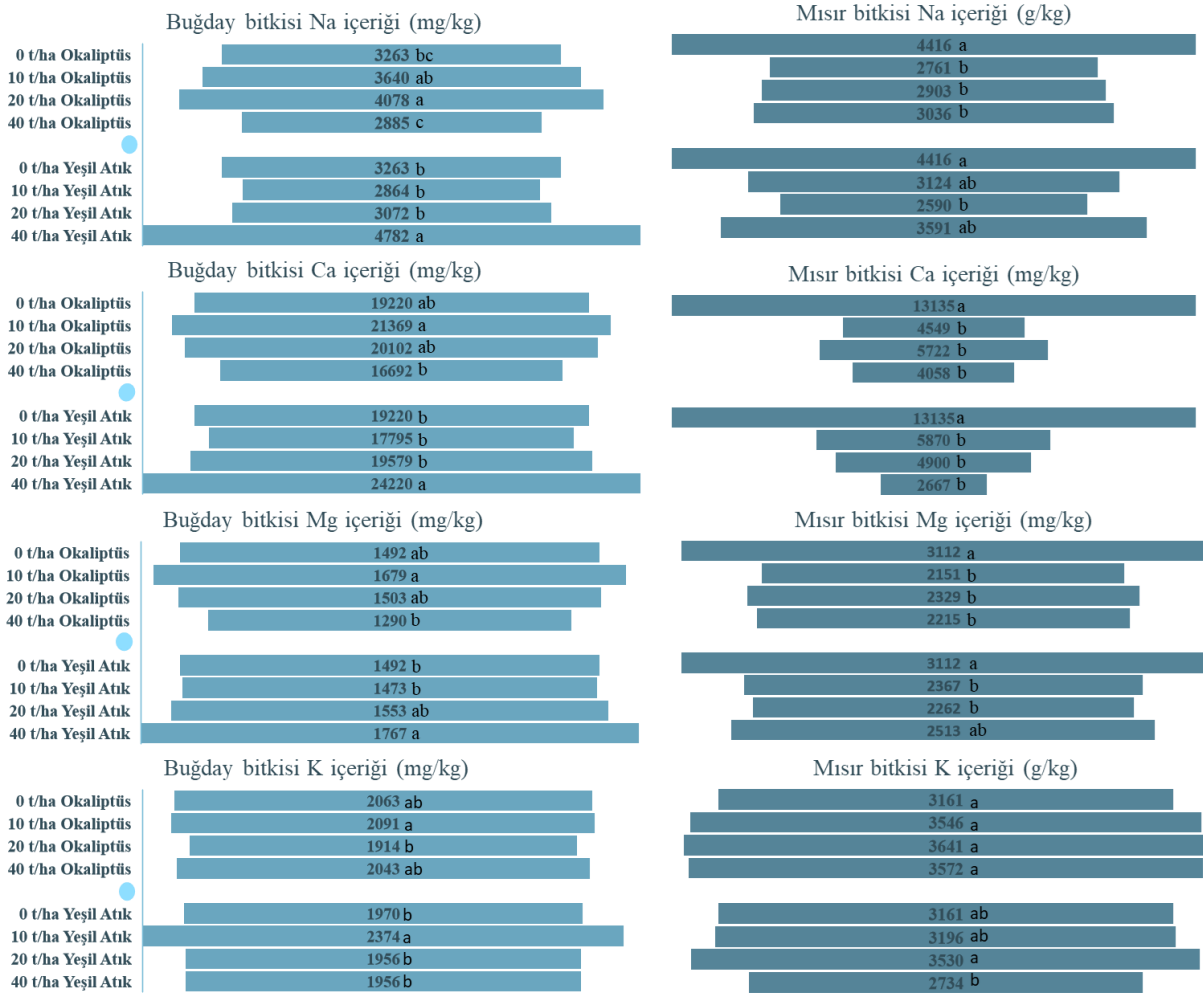 Buğday bitkisi Na içeriği (mg/kg)
0 t/ha Okaliptüs 3263 bc
10 t/ha Okaliptüs 3640 ab
20 t/ha Okaliptüs 4078 a
40 t/ha Okaliptüs 2885 c
0 t/ha Yeşil Atık 3263 b
10 t/ha Yeşil Atık 2864 b
20 t/ha Yeşil Atık 3072 b
40 t/ha Yeşil Atık 4782 a
Mısır bitkisi Na içeriği (g/kg)
4416 a
2761 b
2903 b
3036 b
4416 a
3124 ab
2590 b
3591 ab
Buğday bitkisi Ca içeriği (mg/kg)
0 t/ha Okaliptüs 19220 ab
10 t/ha Okaliptüs 21369 a
20 t/ha Okaliptüs 20102 ab
40 t/ha Okaliptüs 16692 b
0 t/ha Yeşil Atık 19220 b
10 t/ha Yeşil Atık 17795 b
20 t/ha Yeşil Atık 19579 b
40 t/ha Yeşil Atık 24220 a
Mısır bitkisi Ca içeriği (mg/kg)
13135 a
4549 b
5722 b
4058 b
13135 a
5870 b
4900 b
2667 b
Buğday bitkisi Mg içeriği (mg/kg)
0 t/ha Okaliptüs 1492 ab
10 t/ha Okaliptüs 1679 a
20 t/ha Okaliptüs 1503 ab
40 t/ha Okaliptüs 1290 b
0 t/ha Yeşil Atık 1492 b
10 t/ha Yeşil Atık 1473 b
20 t/ha Yeşil Atık 1553 ab
40 t/ha Yeşil Atık 1767 a
Mısır bitkisi Mg içeriği (mg/kg)
3112 a
2151 b
2329 b
2215 b
3112 a
2367 b
2262 b
2513 ab
Buğday bitkisi K içeriği (mg/kg)
0 t/ha Okaliptüs 2063 ab
10 t/ha Okaliptüs 2091 a
20 t/ha Okaliptüs 1914 b
40 t/ha Okaliptüs 2043 ab
0 t/ha Yeşil Atık 1970 b
10 t/ha Yeşil Atık 2374 a
20 t/ha Yeşil Atık 1956 b
40 t/ha Yeşil Atık 1956 b
Mısır bitkisi K içeriği (g/kg)
3161 a
3546 a
3641 a
3572 a
3161 ab
3196 ab
3530 a
2734 b